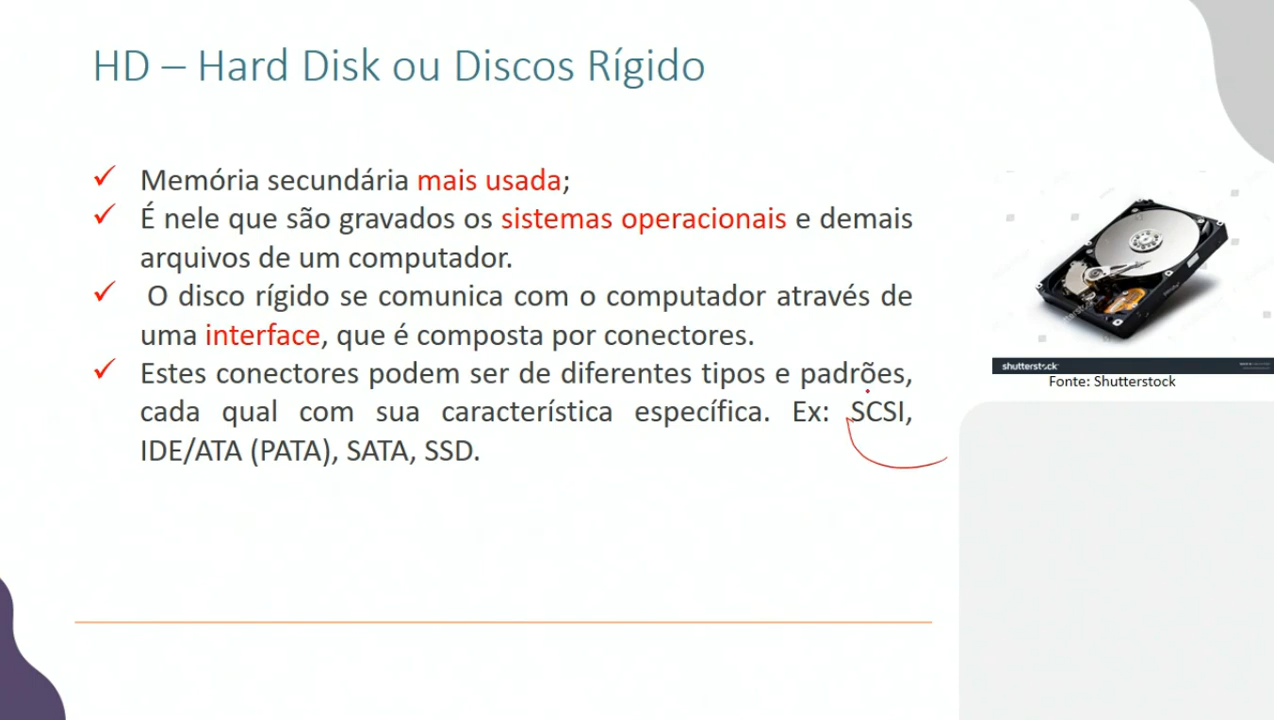 HD – Hard Disk ou Discos Rígido
✓ Memória secundária mais usada;
✓ É nele que são gravados os sistemas operacionais e demais
arquivos de um computador.
✓ O disco rígido se comunica com o computador através de
uma interface, que é composta por conectores.
✓ Estes conectores podem ser de diferentes tipos e padrões,
cada qual com sua característica específica. Ex: SCSI,
IDE/ATA (PATA), SATA, SSD.
shutterstock
Fonte: Shutterstock